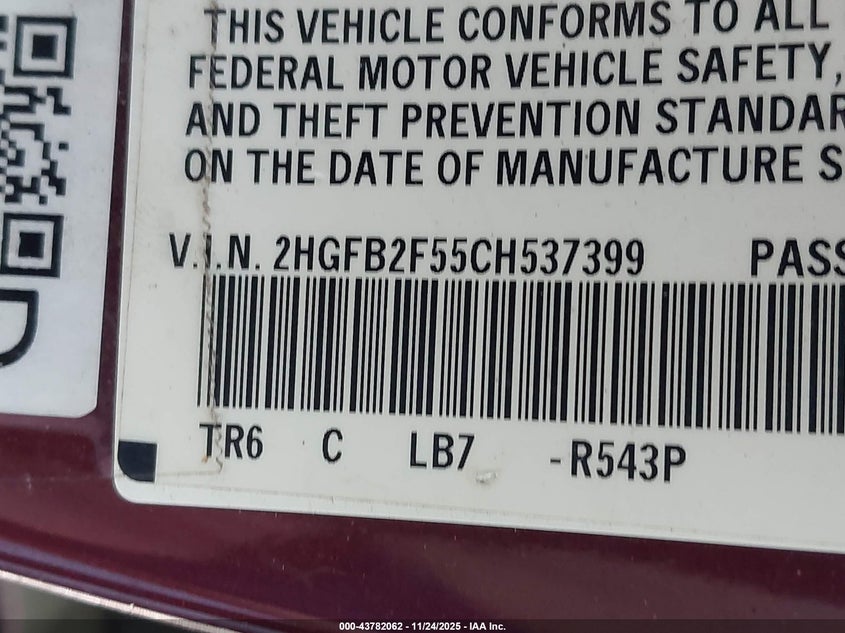 THIS VEHICLE CONFORMS TO ALL
FEDERAL MOTOR VEHICLE SAFETY,
AND THEFT PREVENTION STANDAR
ON THE DATE OF MANUFACTURE S
V.I.N. 2HGFB2F55CH537399 PASS
TR6 C LB7 -R543P
D
000-43782062 - 11/24/2025 - IAA Inc.